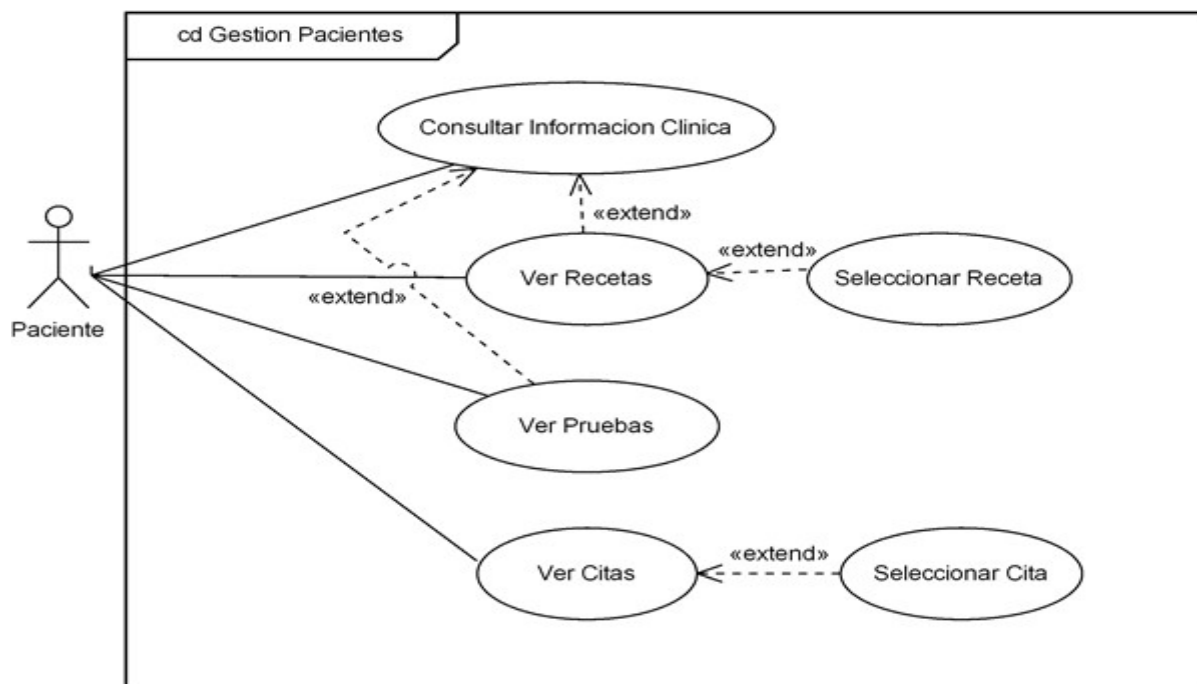 cd Gestion Pacientes
Consultar Informacion Clinica
«extend»
«extend»
Ver Recetas
Seleccionar Receta
«extend»
Paciente
Ver Pruebas
«extend»
Ver Citas
Seleccionar Cita